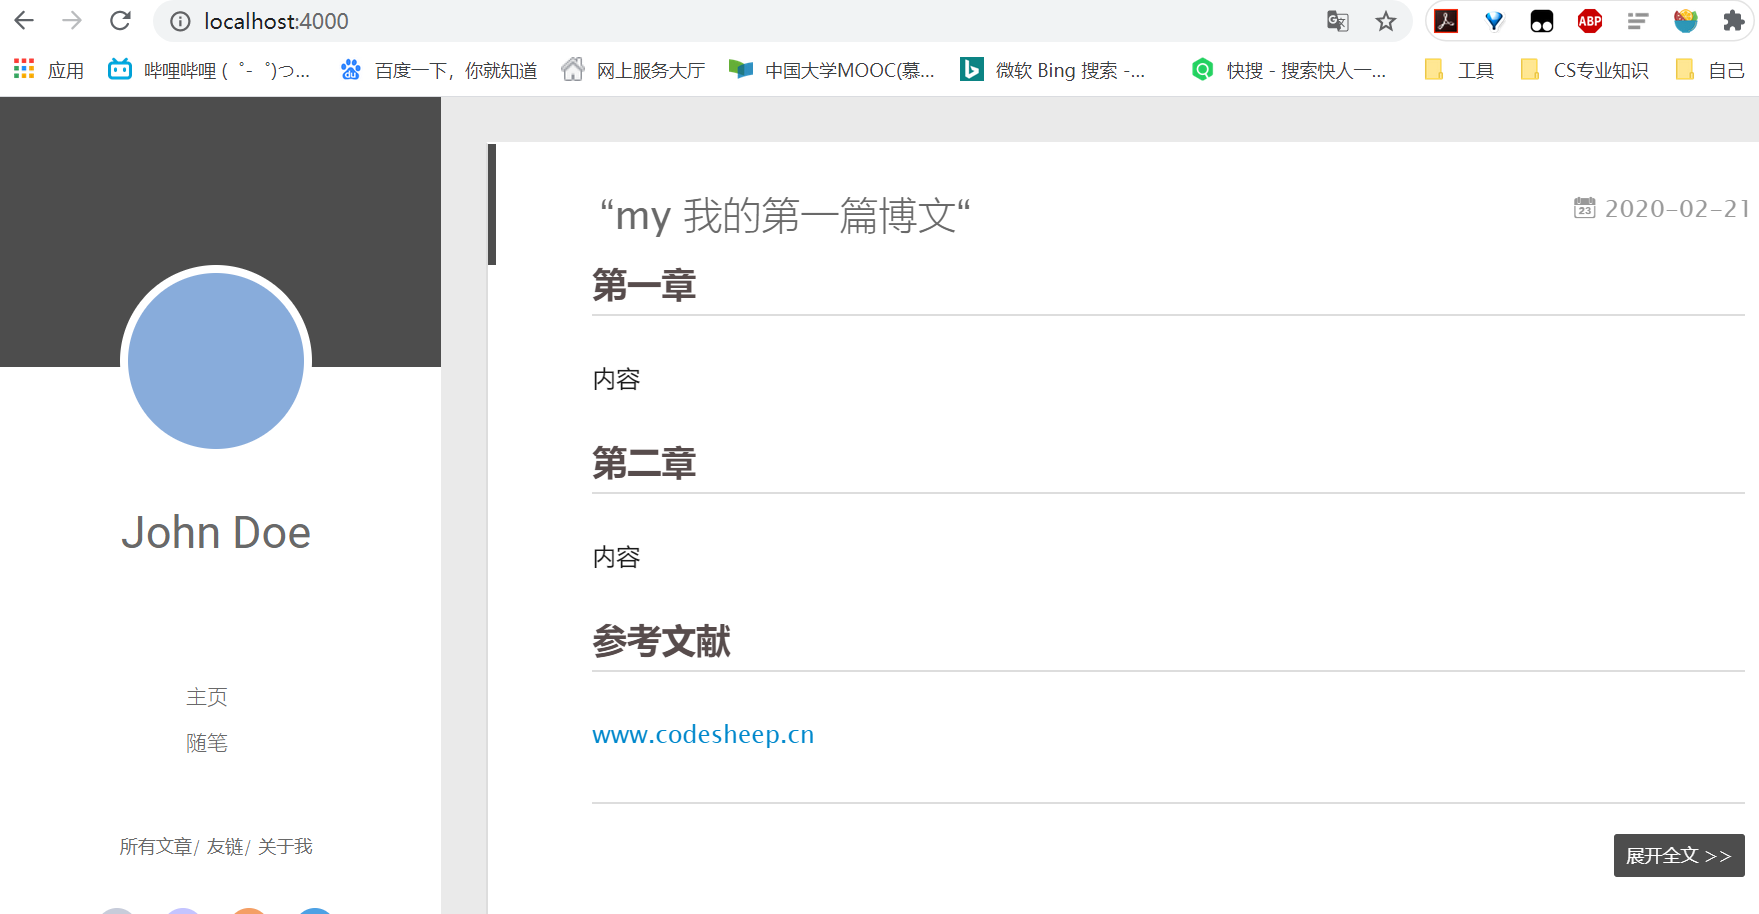 localhost:4000
应用 哔哩哔哩 ( ゜- ゜)つ... 百度一下，你就知道 网上服务大厅 中国大学MOOC(慕... 微软 Bing 搜索 -... 快搜 - 搜索快人一... 工具 CS专业知识 自己
ABP
“my 我的第一篇博文“
23 2020-02-21
第一章
内容
第二章
内容
参考文献
www.codesheep.cn
展开全文 >>
John Doe
主页
随笔
所有文章/ 友链/ 关于我